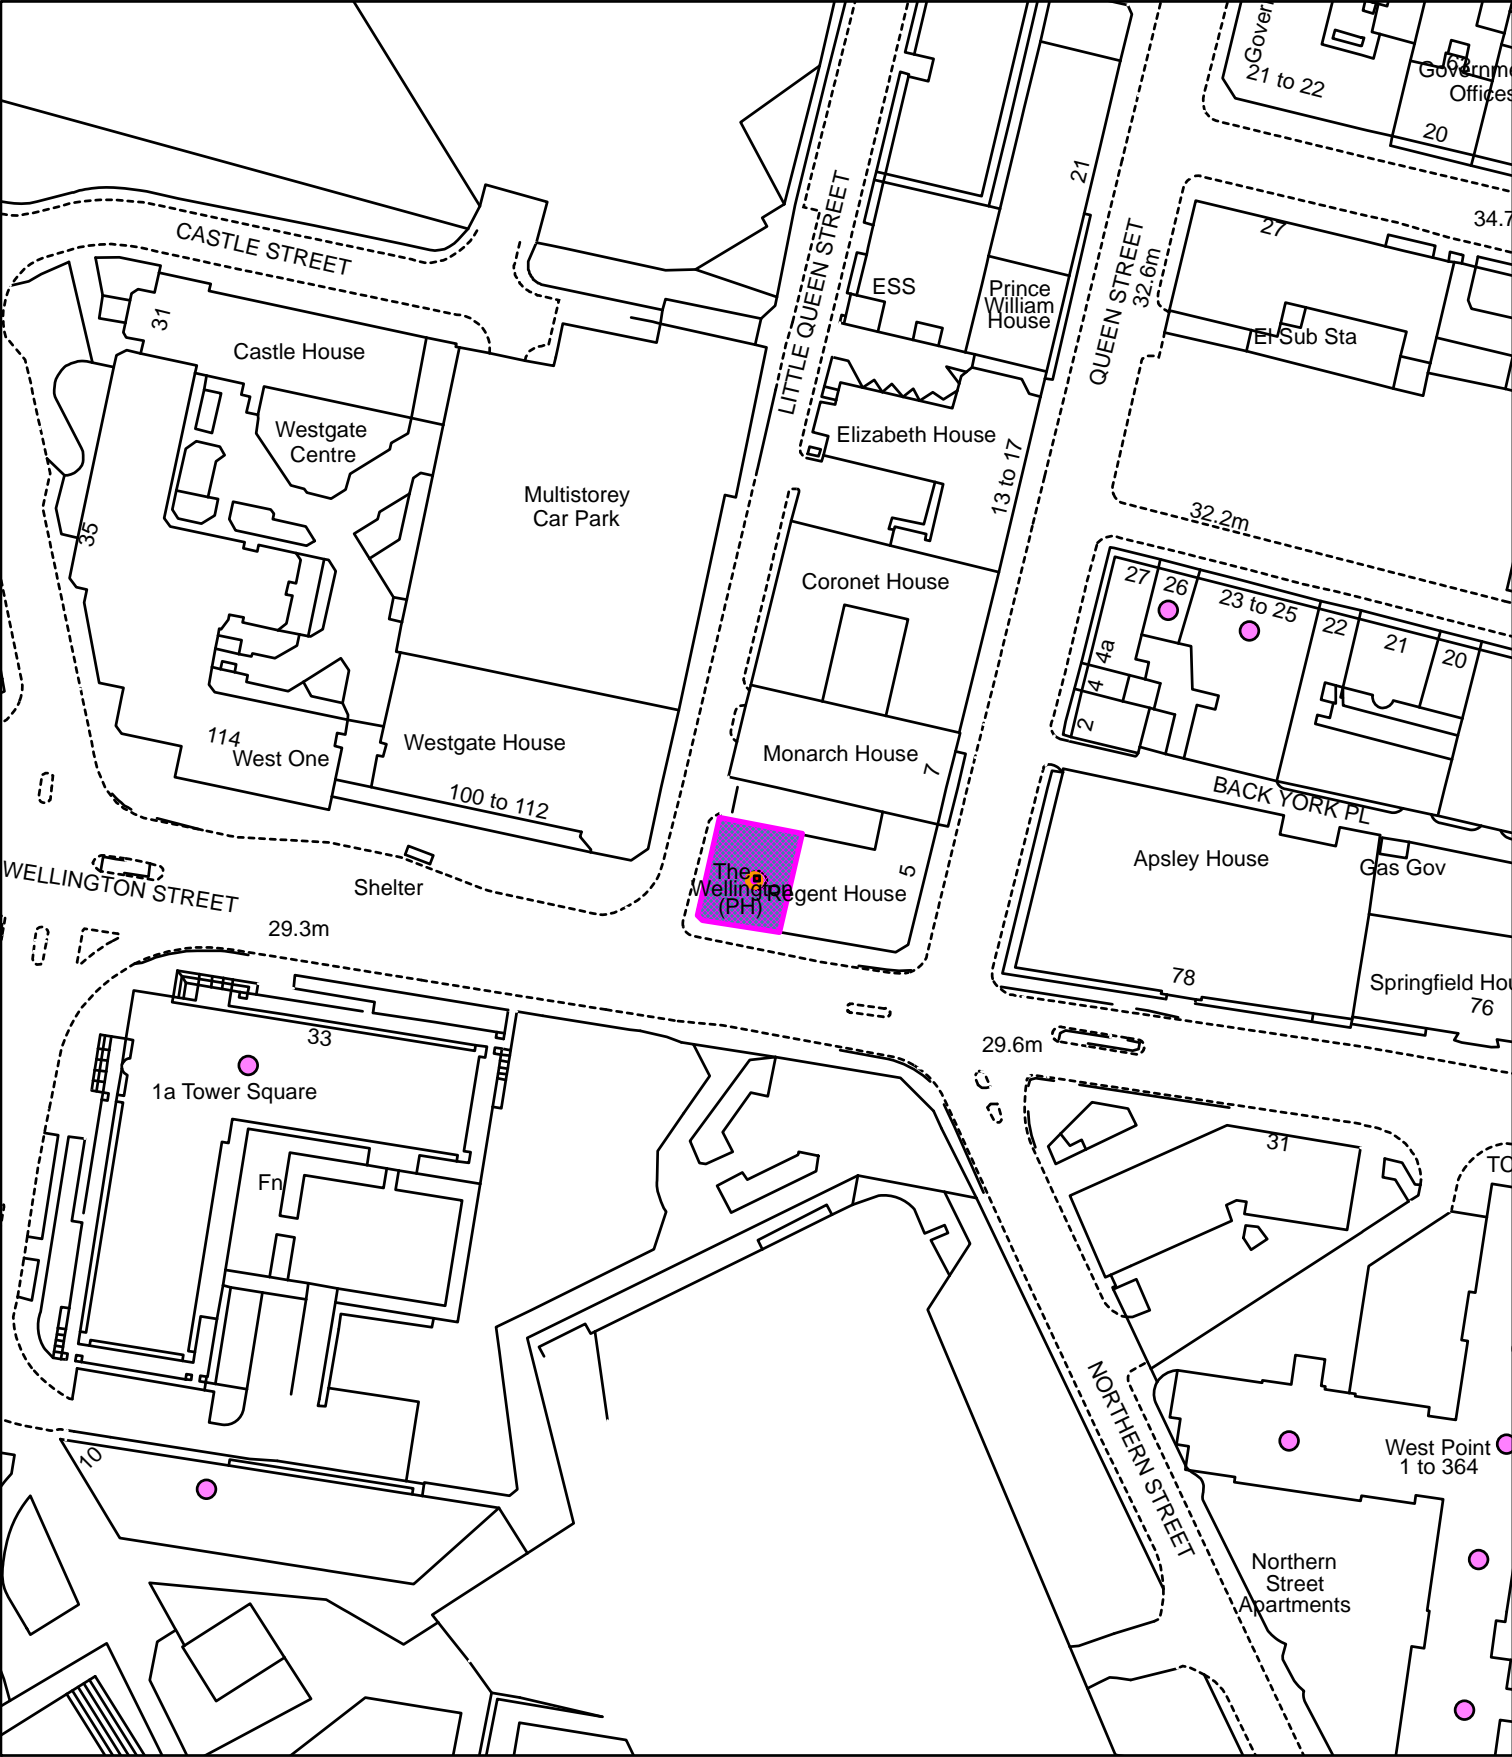 Gover
63
Governme
Offices
21 to 22
20
21
LITTLE QUEEN STREET
CASTLE STREET
QUEEN STREET
32.6m
27
34.7
ESS
Prince
William
House
31
Castle House
El Sub Sta
Westgate
Centre
Elizabeth House
13 to 17
Multistorey
Car Park
32.2m
35
Coronet House
27
26
23 to 25
22
21
20
4a
4
2
114
West One
Westgate House
100 to 112
Monarch House
7
BACK YORK PL
WELLINGTON STREET
Shelter
The
Wellington
(PH)
Regent House
5
Apsley House
Gas Gov
29.3m
78
Springfield Hou
76
33
29.6m
1a Tower Square
31
Fn
TO
NORTHERN STREET
10
West Point
1 to 364
Northern
Street
Apartments